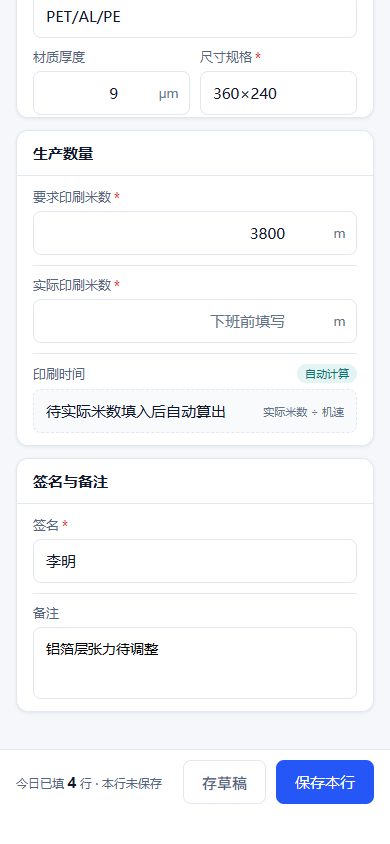 PET/AL/PE
材质厚度 尺寸规格 *
9 μm 360×240
生产数量
要求印刷米数 *
3800 m
实际印刷米数 *
下班前填写 m
印刷时间 自动计算
待实际米数填入后自动算出 实际米数 ÷ 机速
签名与备注
签名 *
李明
备注
铝箔层张力待调整
今日已填 4 行 · 本行未保存 存草稿 保存本行